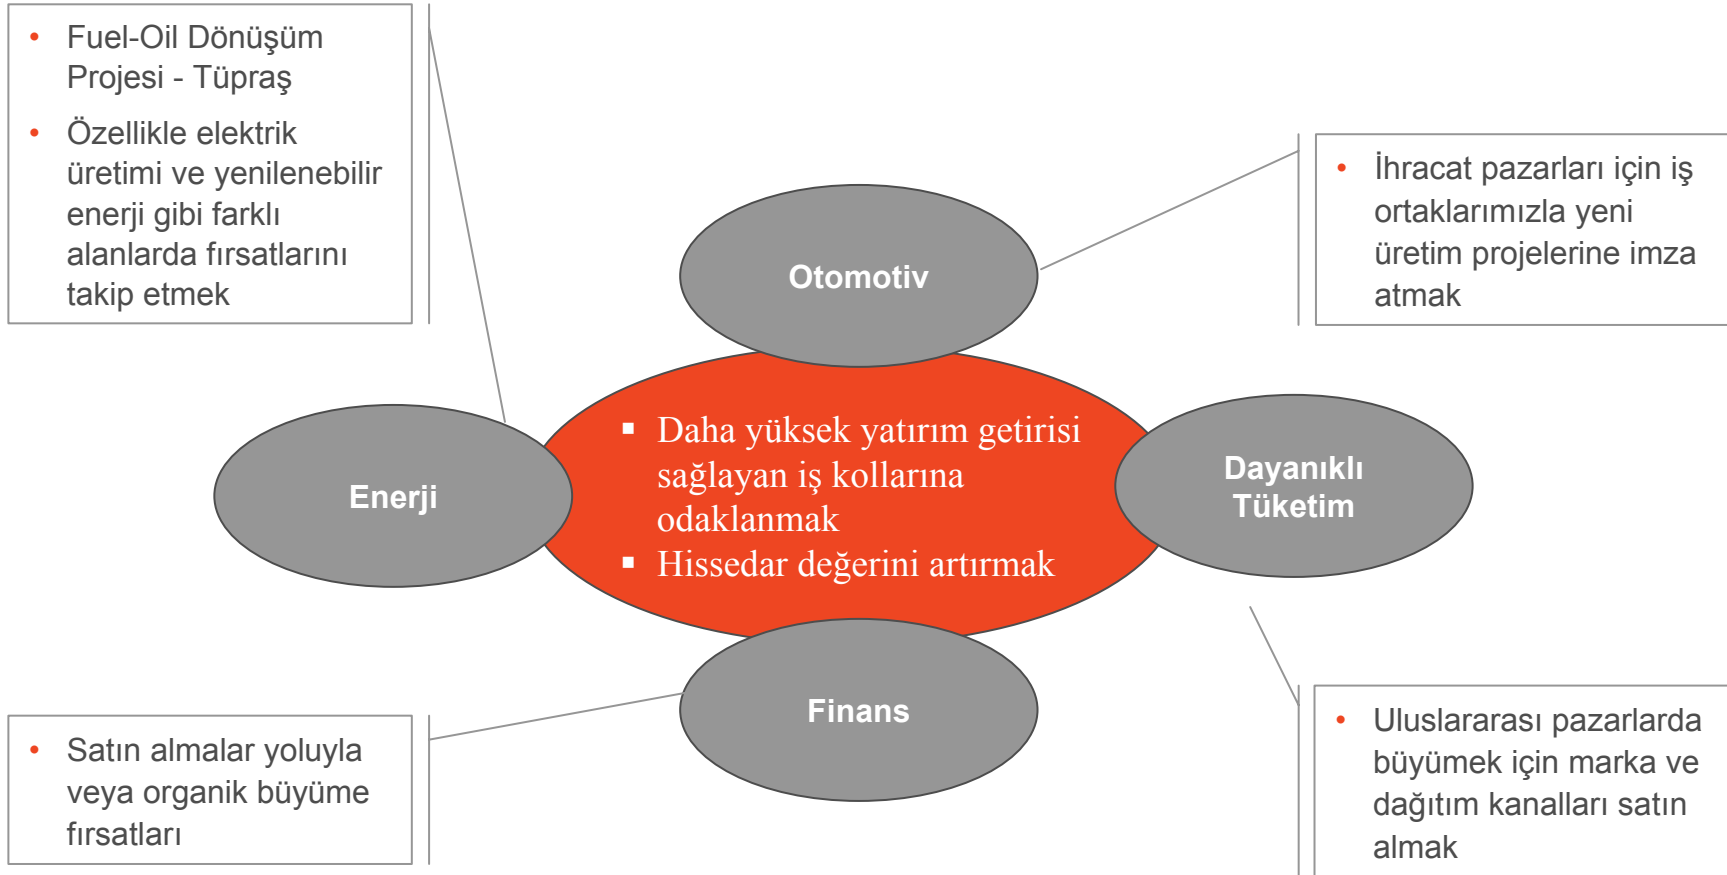 • Fuel-Oil Dönüşüm
Projesi - Tüpraş
• Özellikle elektrik
üretimi ve yenilenebilir
enerji gibi farklı
alanlarda fırsatlarını
takip etmek
• İhracat pazarları için iş
ortaklarımızla yeni
üretim projelerine imza
atmak
Otomotiv
Enerji
▪ Daha yüksek yatırım getirisi
sağlayan iş kollarına
odaklanmak
▪ Hissedar değerini artırmak
Dayanıklı
Tüketim
Finans
• Satın almalar yoluyla
veya organik büyüme
fırsatları
• Uluslararası pazarlarda
büyümek için marka ve
dağıtım kanalları satın
almak